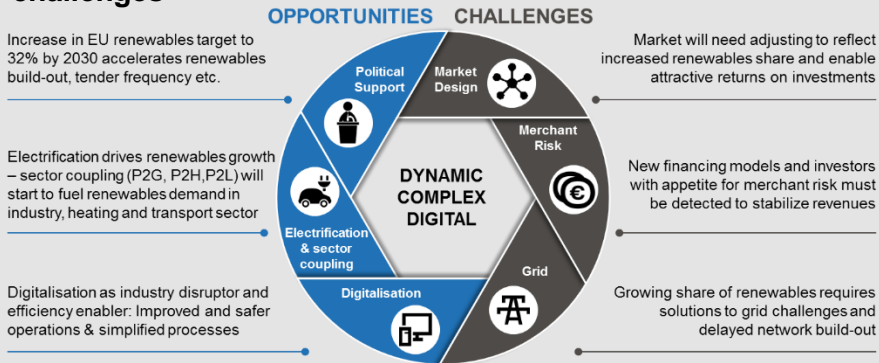 challenges
OPPORTUNITIES CHALLENGES
Increase in EU renewables target to
32% by 2030 accelerates renewables
build-out, tender frequency etc.
Electrification drives renewables growth
– sector coupling (P2G, P2H,P2L) will
start to fuel renewables demand in
industry, heating and transport sector
Digitalisation as industry disruptor and
efficiency enabler: Improved and safer
operations & simplified processes
Political
Support
Electrification
& sector
coupling
Digitalisation
DYNAMIC
COMPLEX
DIGITAL
Market
Design
Merchant
Risk
€
Grid
Market will need adjusting to reflect
increased renewables share and enable
attractive returns on investments
New financing models and investors
with appetite for merchant risk must
be detected to stabilize revenues
Growing share of renewables requires
solutions to grid challenges and
delayed network build-out